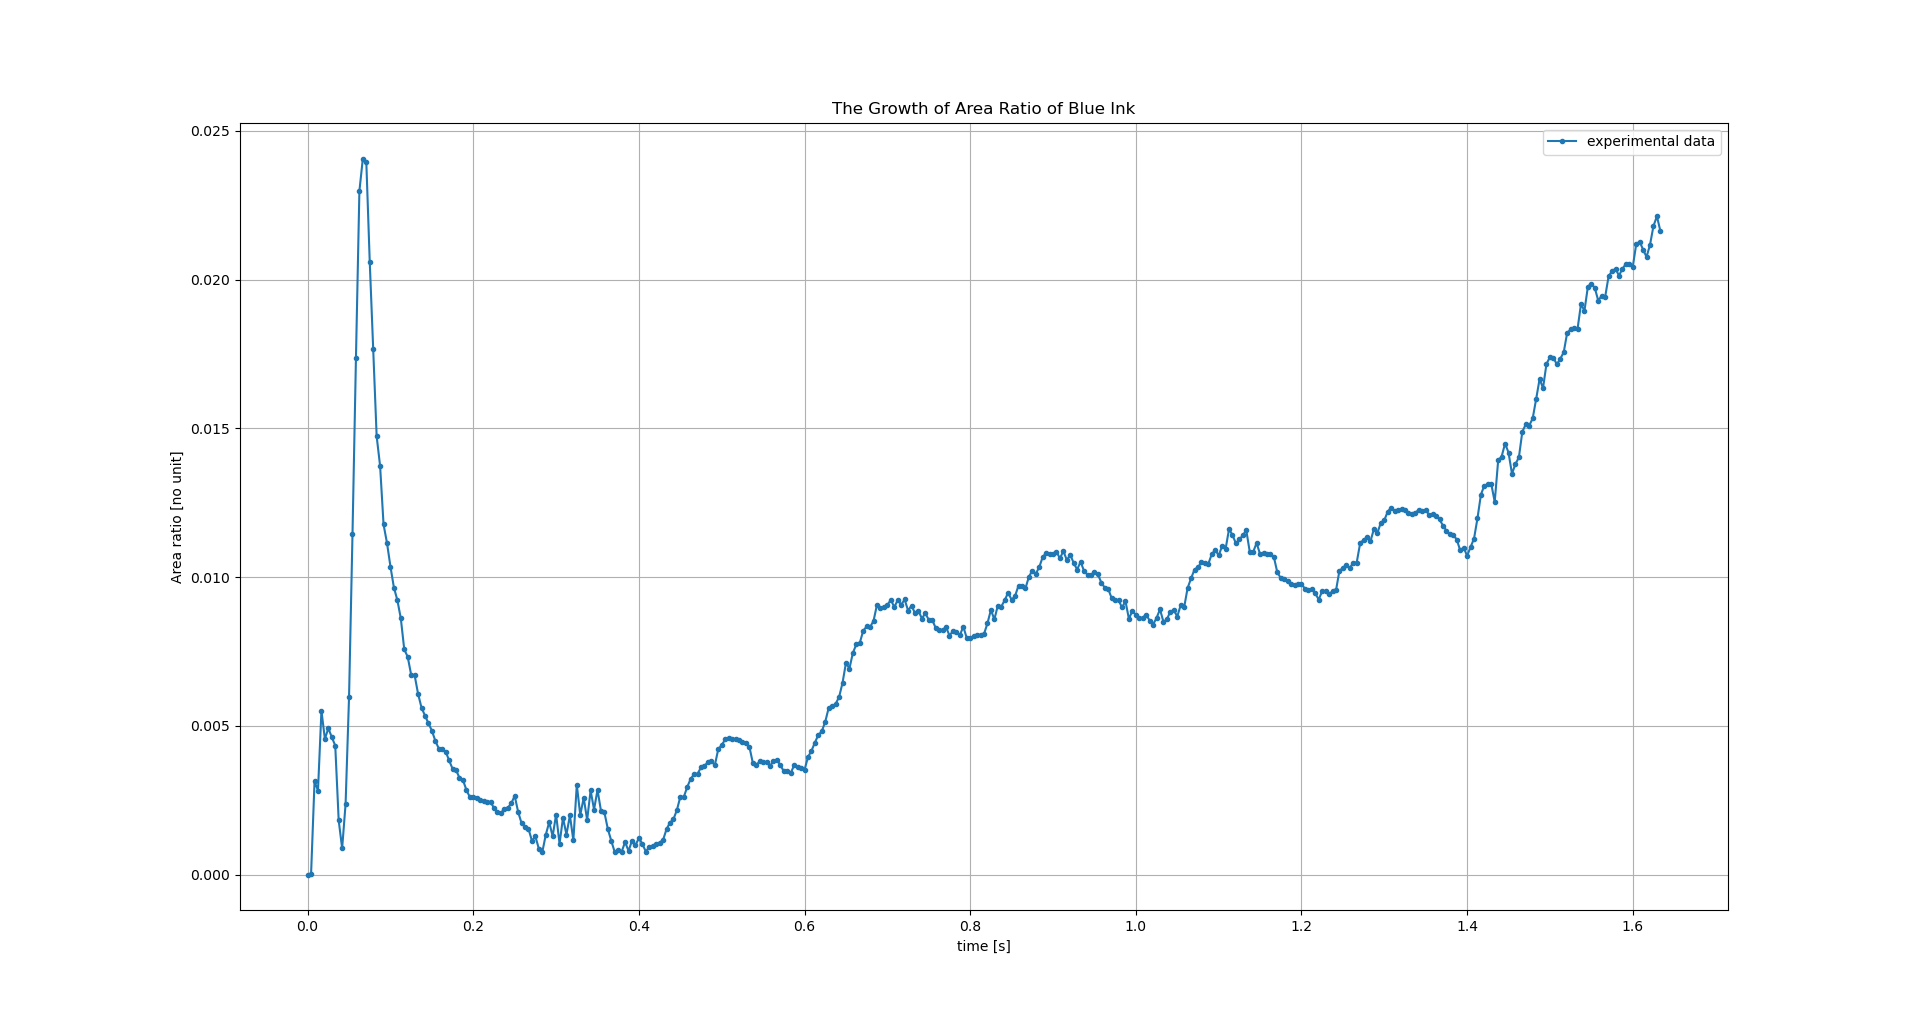 The Growth of Area Ratio of Blue Ink
experimental data
Area ratio [no unit]
0.025
0.020
0.015
0.010
0.005
0.000
0.0 0.2 0.4 0.6 0.8 1.0 1.2 1.4 1.6
time [s]